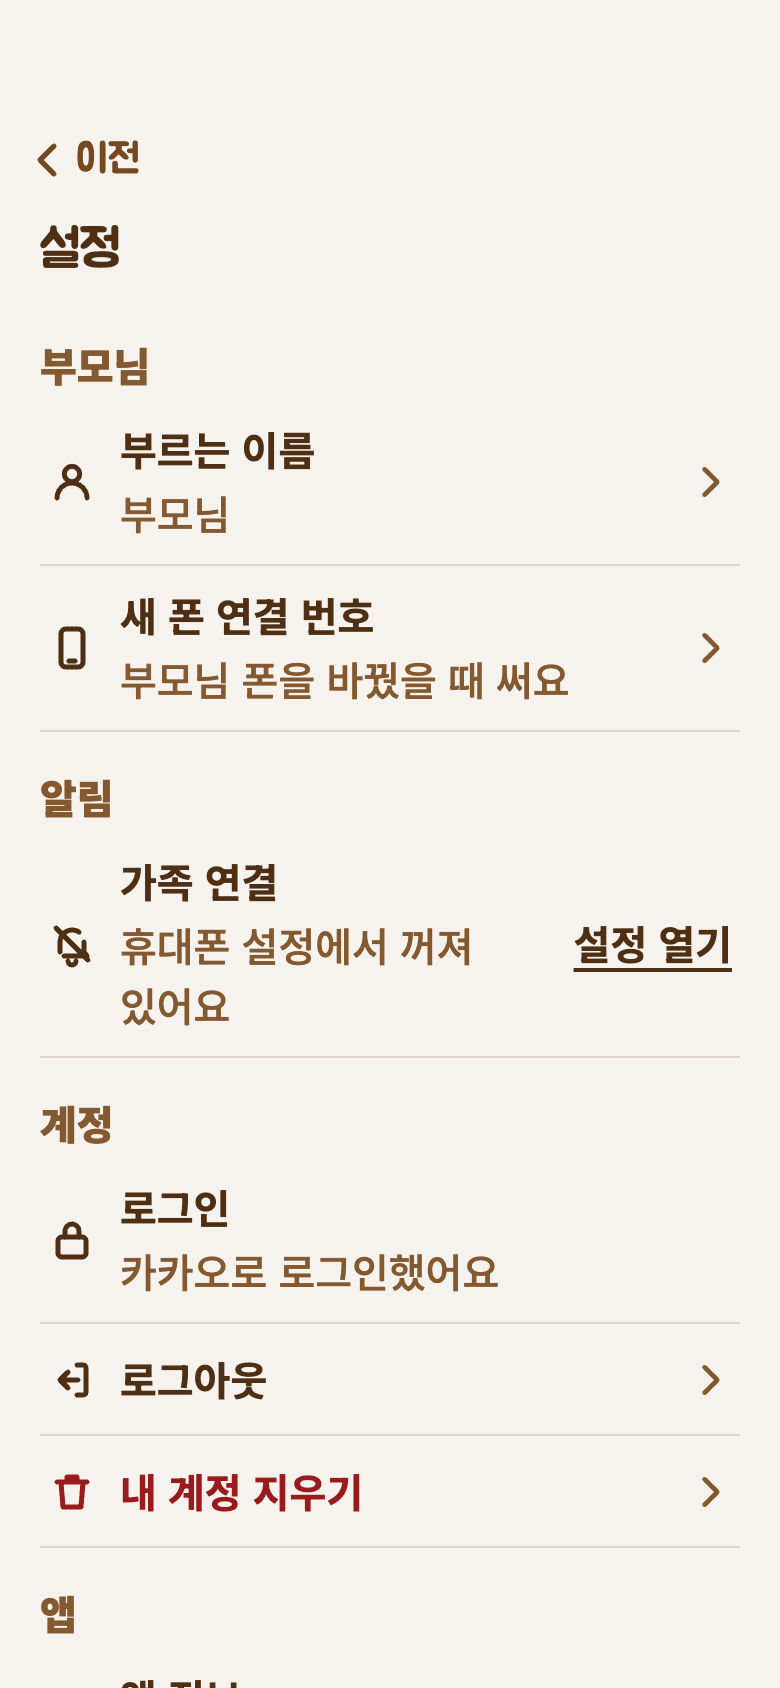 이전
설정
부모님
부르는 이름
부모님
새 폰 연결 번호
부모님 폰을 바꿨을 때 써요
알림
가족 연결
휴대폰 설정에서 꺼져
있어요
설정 열기
계정
로그인
카카오로 로그인했어요
로그아웃
내 계정 지우기
앱